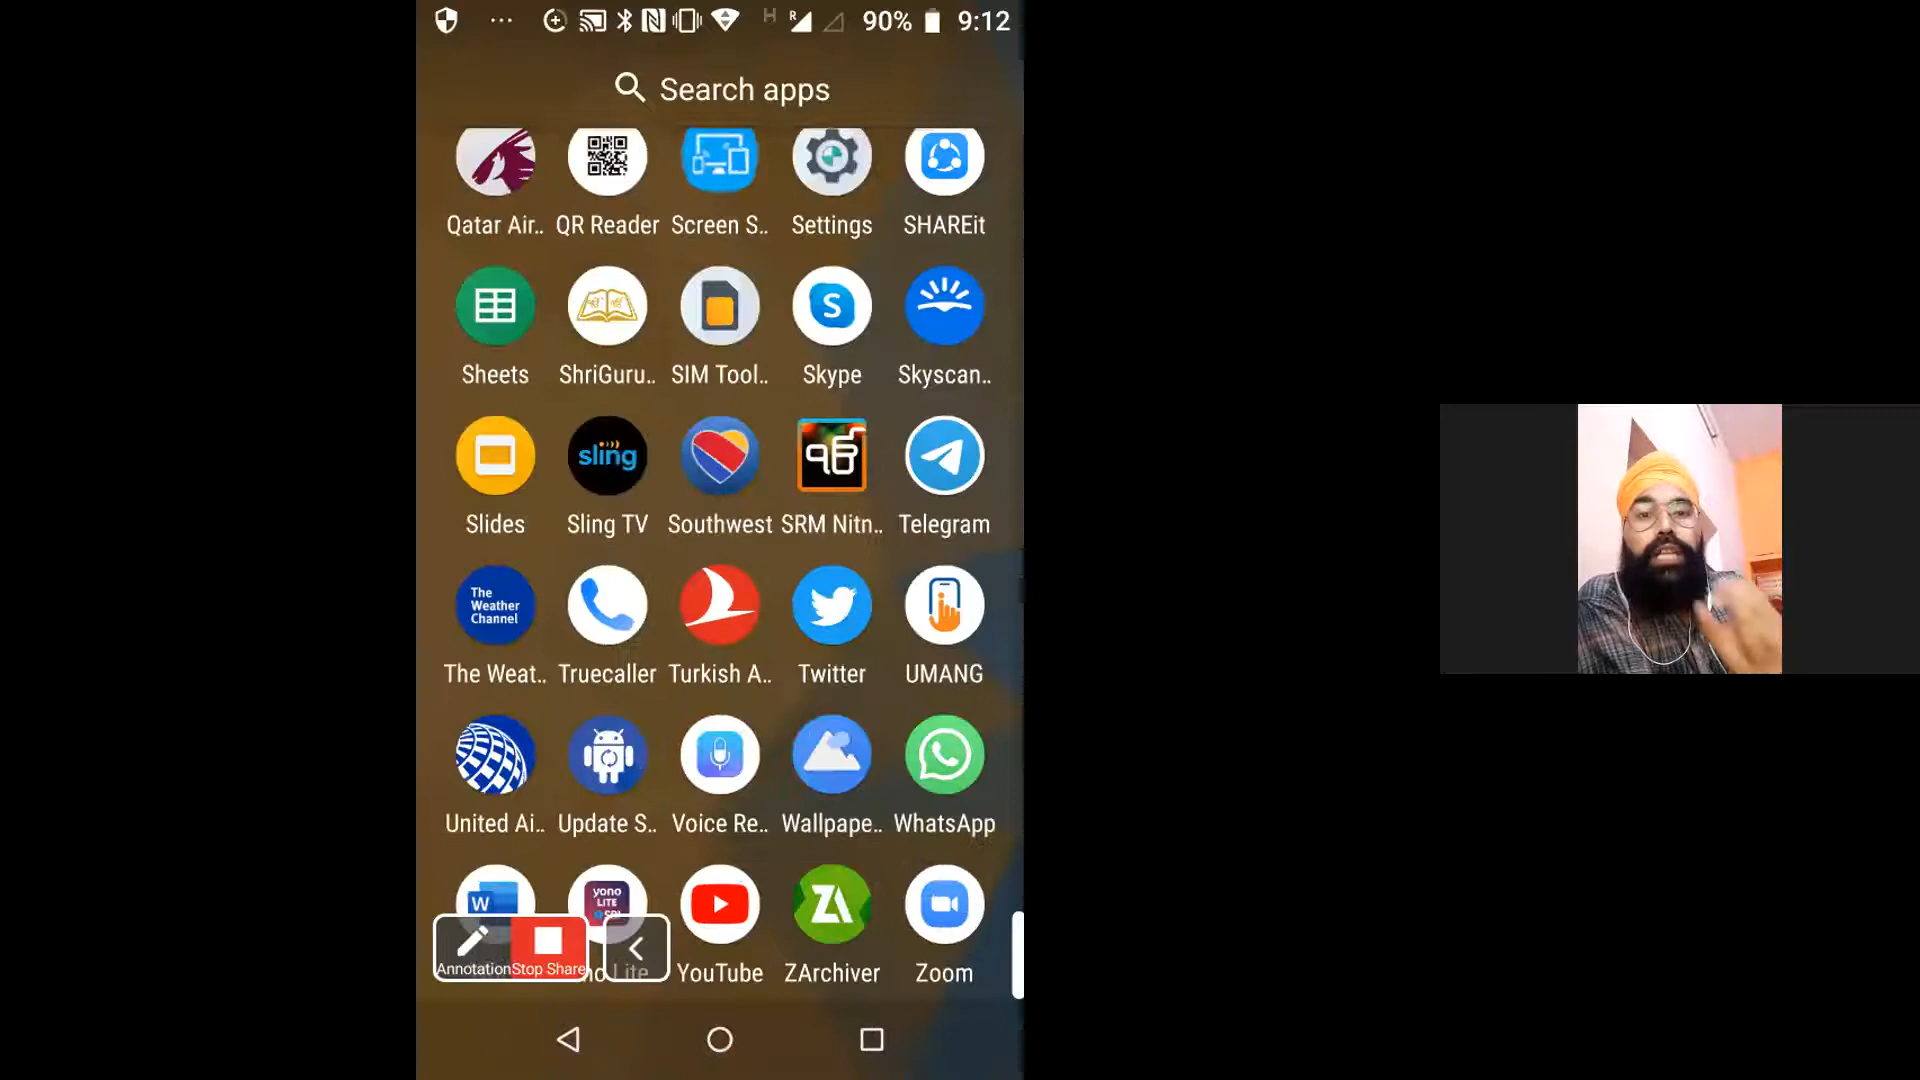 H R 90% 9:12
Search apps
Qatar Air.. QR Reader Screen S.. Settings SHAREit
S
Sheets ShriGuru.. SIM Tool.. Skype Skyscan..
sling ੴ
Slides Sling TV Southwest SRM Nitn.. Telegram
The
Weather
Channel
The Weat.. Truecaller Turkish A.. Twitter UMANG
United Ai.. Update S.. Voice Re.. Wallpape.. WhatsApp
W yono ZA
LITE
Annotation Stop Share Lite YouTube ZArchiver Zoom